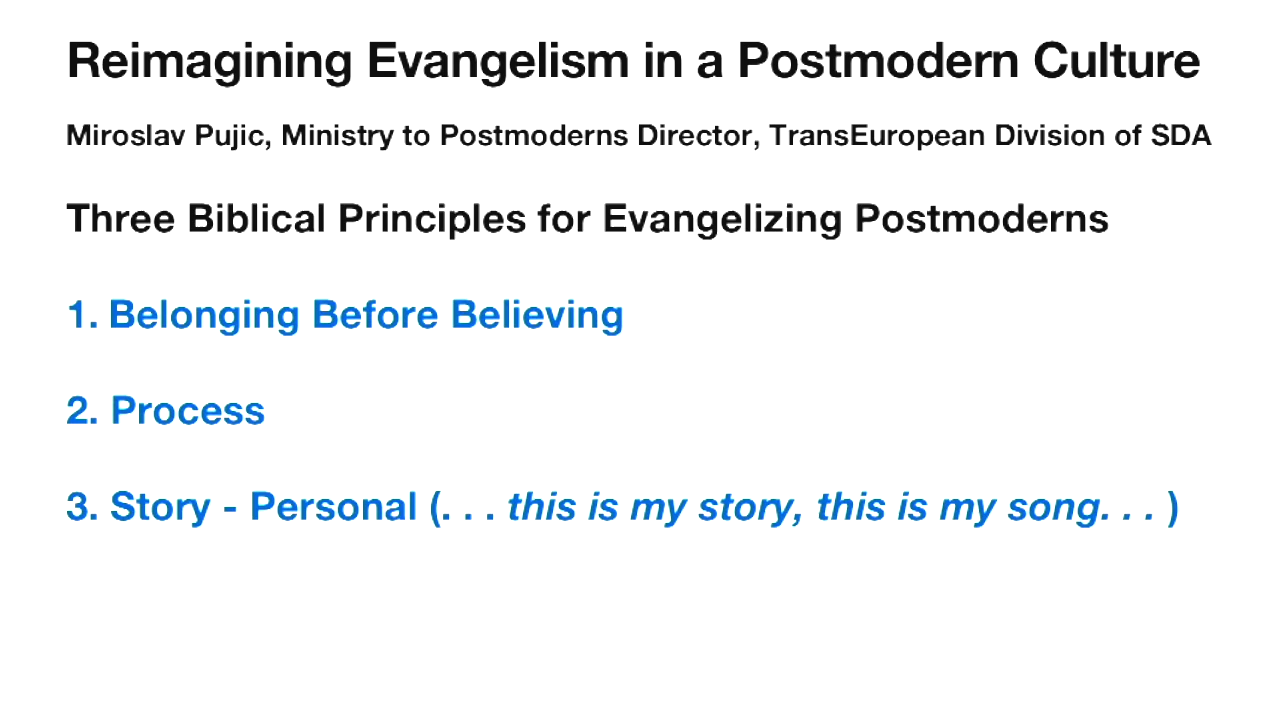 Reimagining Evangelism in a Postmodern Culture
Miroslav Pujic, Ministry to Postmoderns Director, TransEuropean Division of SDA
Three Biblical Principles for Evangelizing Postmoderns
1. Belonging Before Believing
2. Process
3. Story - Personal (. . . this is my story, this is my song. . . )